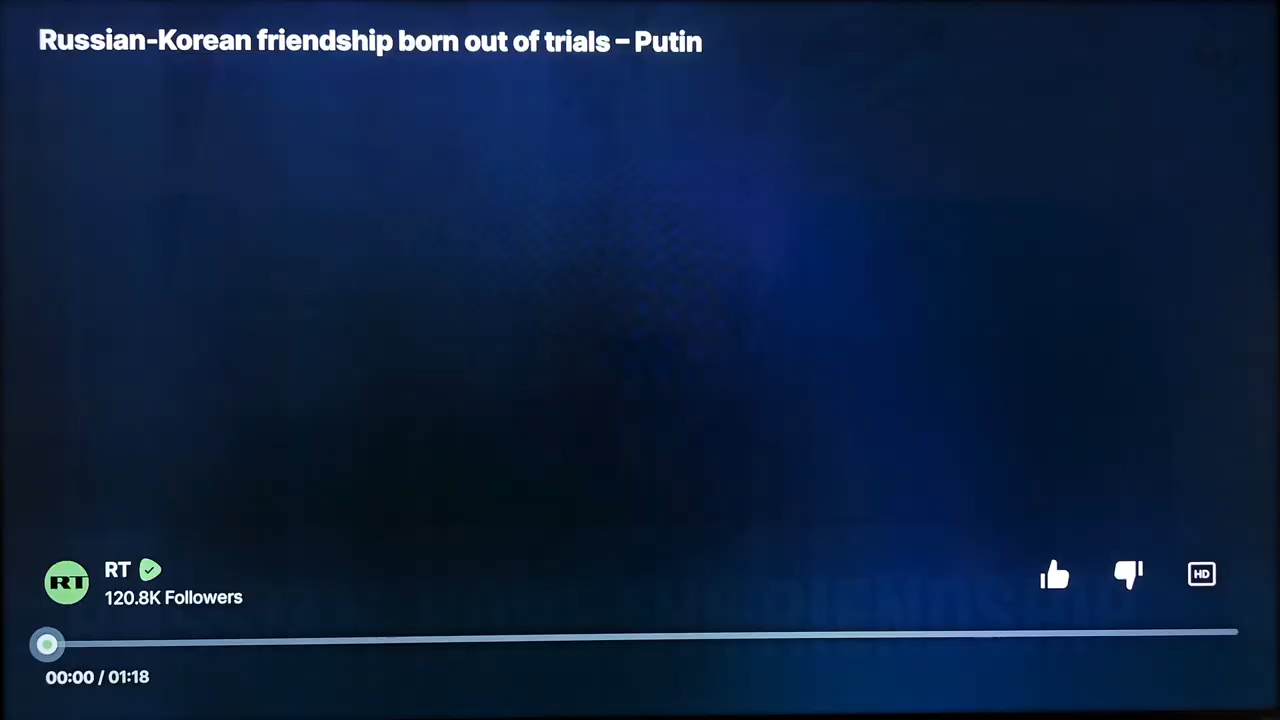 Russian-Korean friendship born out of trials – Putin
RT
RT
120.8K Followers
HD
00:00 / 01:18